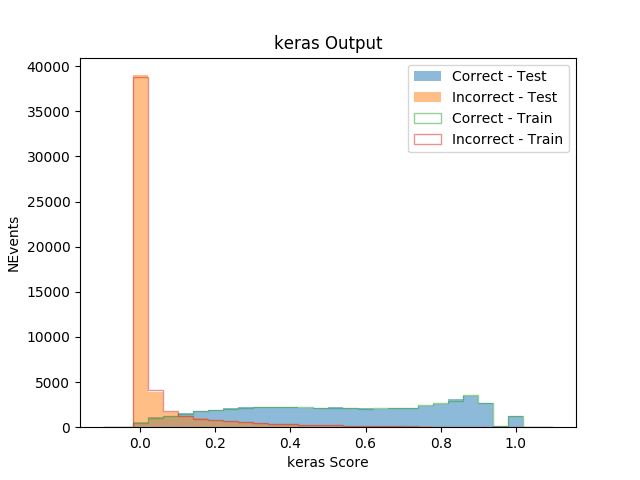 keras Output
40000
35000
30000
25000
20000
15000
10000
5000
0
NEvents
Correct - Test
Incorrect - Test
Correct - Train
Incorrect - Train
0.0 0.2 0.4 0.6 0.8 1.0
keras Score